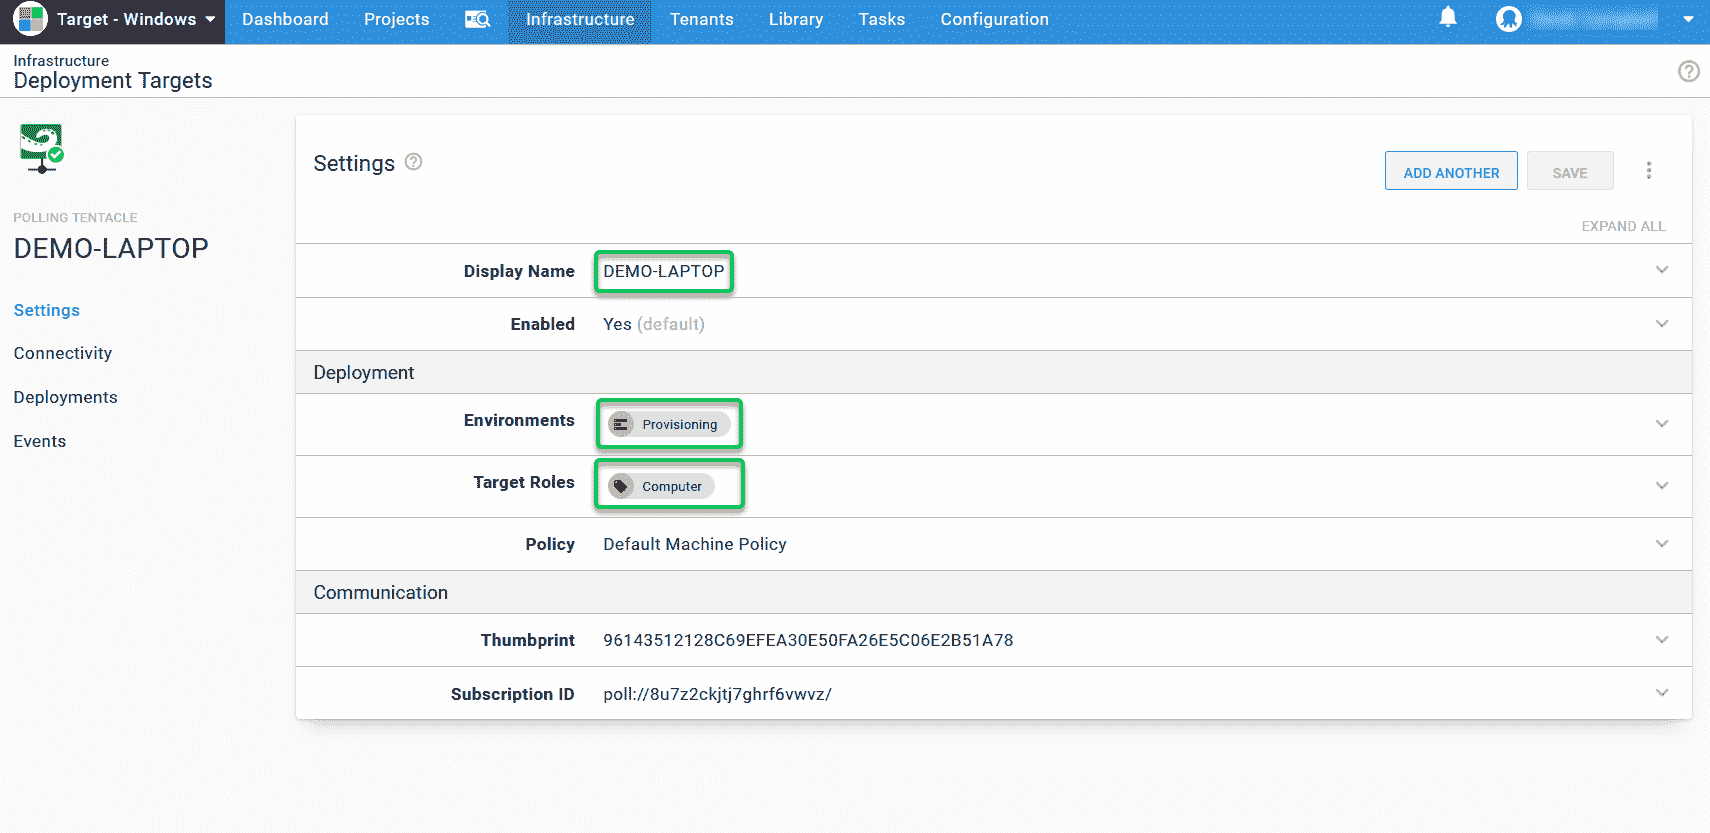 Target - Windows Dashboard Projects Infrastructure Tenants Library Tasks Configuration
Infrastructure
Deployment Targets
POLLING TENTACLE
DEMO-LAPTOP
Settings
Connectivity
Deployments
Events
Settings
ADD ANOTHER SAVE
EXPAND ALL
Display Name DEMO-LAPTOP
Enabled Yes (default)
Deployment
Environments Provisioning
Target Roles Computer
Policy Default Machine Policy
Communication
Thumbprint 96143512128C69EFEA30E50FA26E5C06E2B51A78
Subscription ID poll://8u7z2ckjtj7ghrf6vwvz/